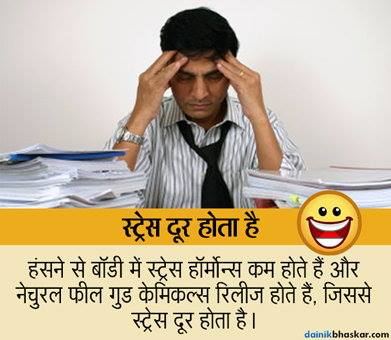 स्ट्रेस दूर होता है
हंसने से बॉडी में स्ट्रेस हॉर्मोन्स कम होते हैं और
नेचुरल फील गुड केमिकल्स रिलीज होते हैं, जिससे
स्ट्रेस दूर होता है।
dainikbhaskar.com